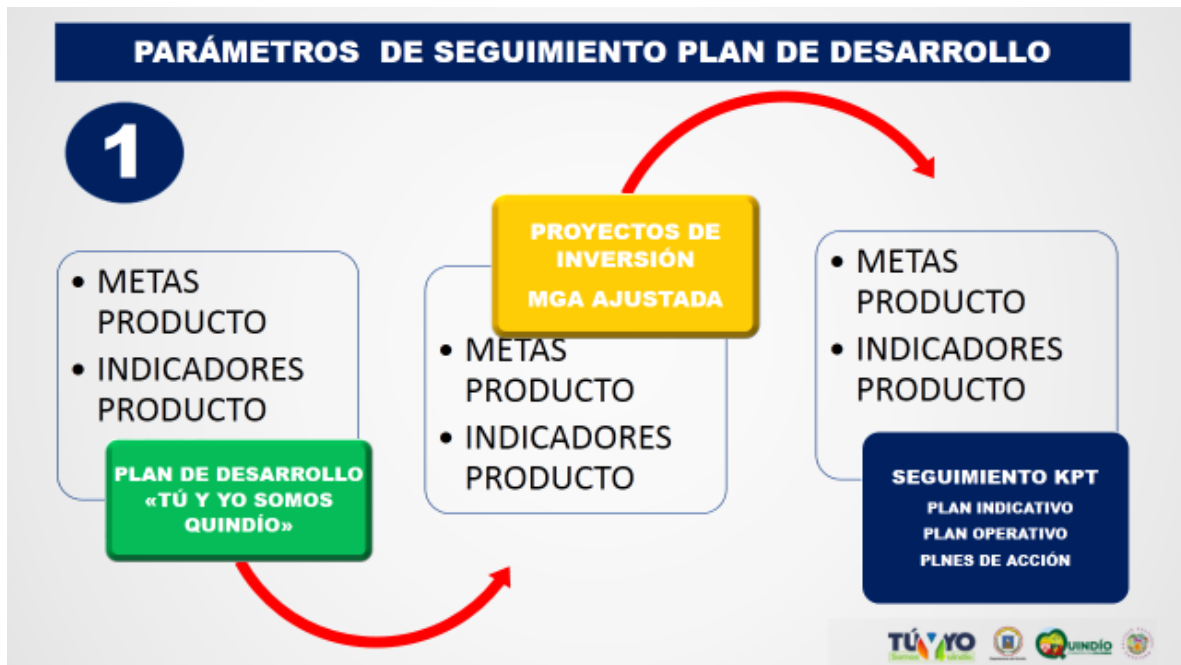 PARÁMETROS DE SEGUIMIENTO PLAN DE DESARROLLO
1
• METAS
PRODUCTO
• INDICADORES
PRODUCTO
PLAN DE DESARROLLO
«TÚ Y YO SOMOS
QUINDÍO»
PROYECTOS DE
INVERSIÓN
MGA AJUSTADA
• METAS
PRODUCTO
• INDICADORES
PRODUCTO
• METAS
PRODUCTO
• INDICADORES
PRODUCTO
SEGUIMIENTO KPT
PLAN INDICATIVO
PLAN OPERATIVO
PLNES DE ACCIÓN
TÚ Y YO
QUINDÍO